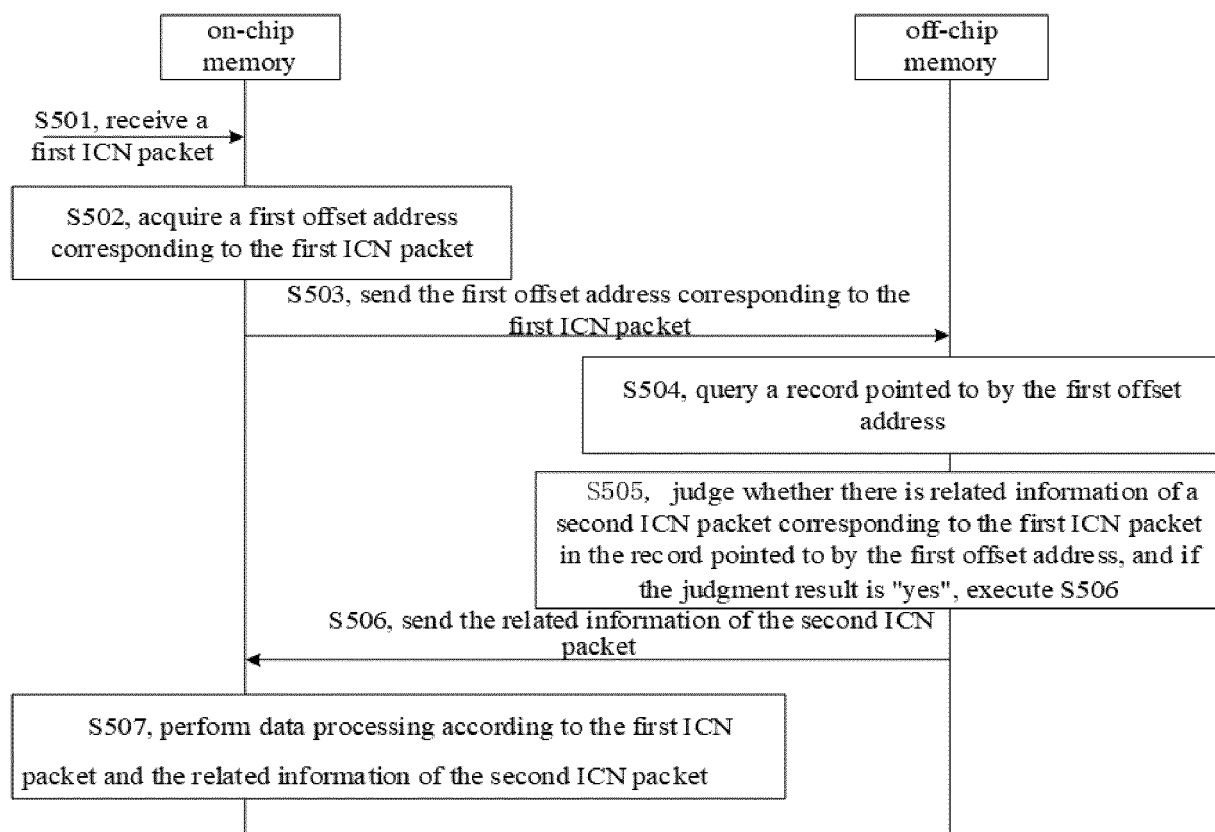 on-chip
memory
off-chip
memory
S501, receive a
first ICN packet
S502, acquire a first offset address
corresponding to the first ICN packet
S503, send the first offset address corresponding to the
first ICN packet
S504, query a record pointed to by the first offset
address
S505, judge whether there is related information of a
second ICN packet corresponding to the first ICN packet
in the record pointed to by the first offset address, and if
the judgment result is "yes", execute S506
S506, send the related information of the second ICN
packet
S507, perform data processing according to the first ICN
packet and the related information of the second ICN packet